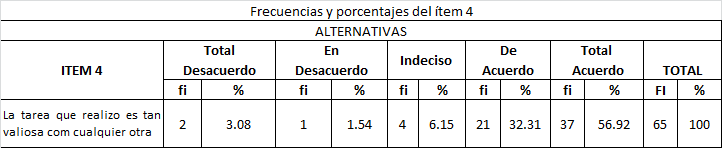 Frecuencias y porcentajes del ítem 4
ALTERNATIVAS
ITEM 4
Total Desacuerdo
En Desacuerdo
Indeciso
De Acuerdo
Total Acuerdo
TOTAL
fi % fi % fi % fi % fi % FI %
La tarea que realizo es tan
valiosa com cualquier otra
2 3.08 1 1.54 4 6.15 21 32.31 37 56.92 65 100